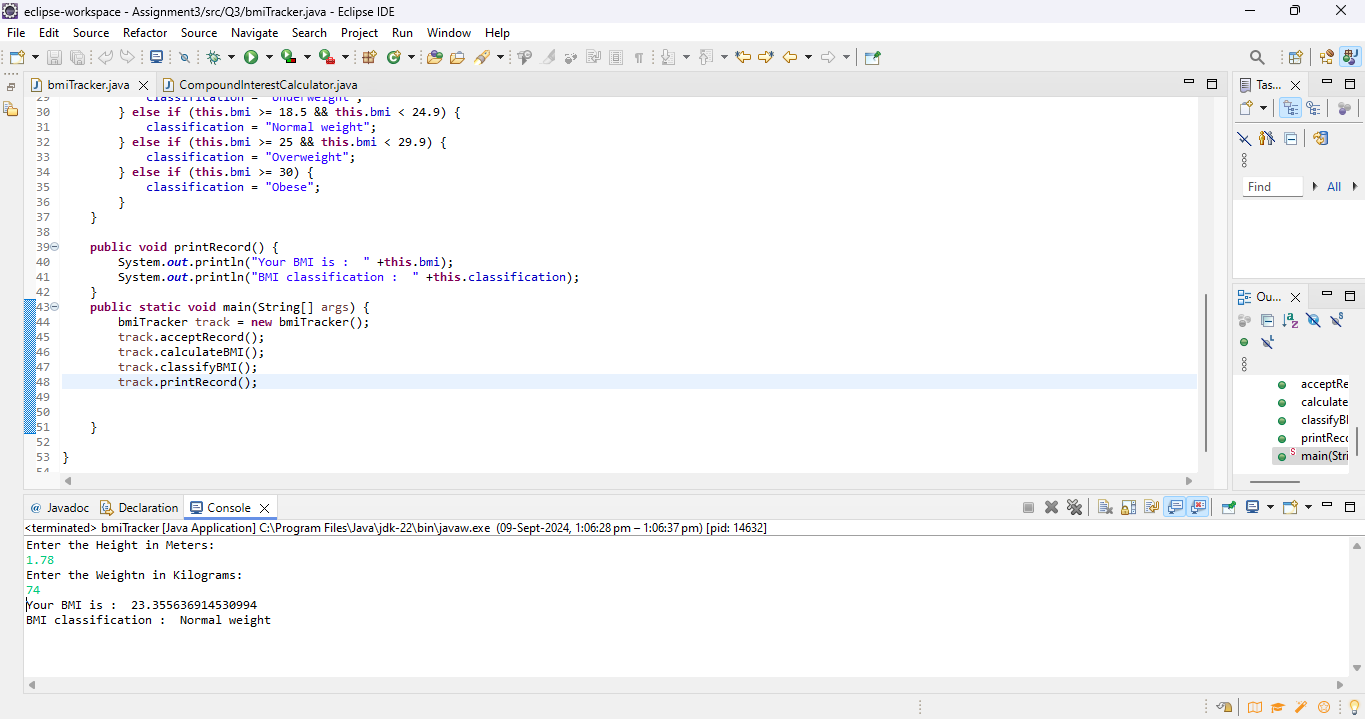 eclipse-workspace - Assignment3/src/Q3/bmiTracker.java - Eclipse IDE
File Edit Source Refactor Source Navigate Search Project Run Window Help
bmiTracker.java CompoundInterestCalculator.java
29 classification = "Underweight";
30 } else if (this.bmi >= 18.5 && this.bmi < 24.9) {
31 classification = "Normal weight";
32 } else if (this.bmi >= 25 && this.bmi < 29.9) {
33 classification = "Overweight";
34 } else if (this.bmi >= 30) {
35 classification = "Obese";
36 }
37 }
38
39 public void printRecord() {
40 System.out.println("Your BMI is :  " +this.bmi);
41 System.out.println("BMI classification :  " +this.classification);
42 }
43 public static void main(String[] args) {
44 bmiTracker track = new bmiTracker();
45 track.acceptRecord();
46 track.calculateBMI();
47 track.classifyBMI();
48 track.printRecord();
49
50
51 }
52
53 }
54
Tas...
Find All
Ou...
acceptRe
calculate
classifyBI
printRecc
main(Stri
@ Javadoc Declaration Console
<terminated> bmiTracker [Java Application] C:\Program Files\Java\jdk-22\bin\javaw.exe (09-Sept-2024, 1:06:28 pm – 1:06:37 pm) [pid: 14632]
Enter the Height in Meters:
1.78
Enter the Weightn in Kilograms:
74
Your BMI is :  23.355636914530994
BMI classification :  Normal weight